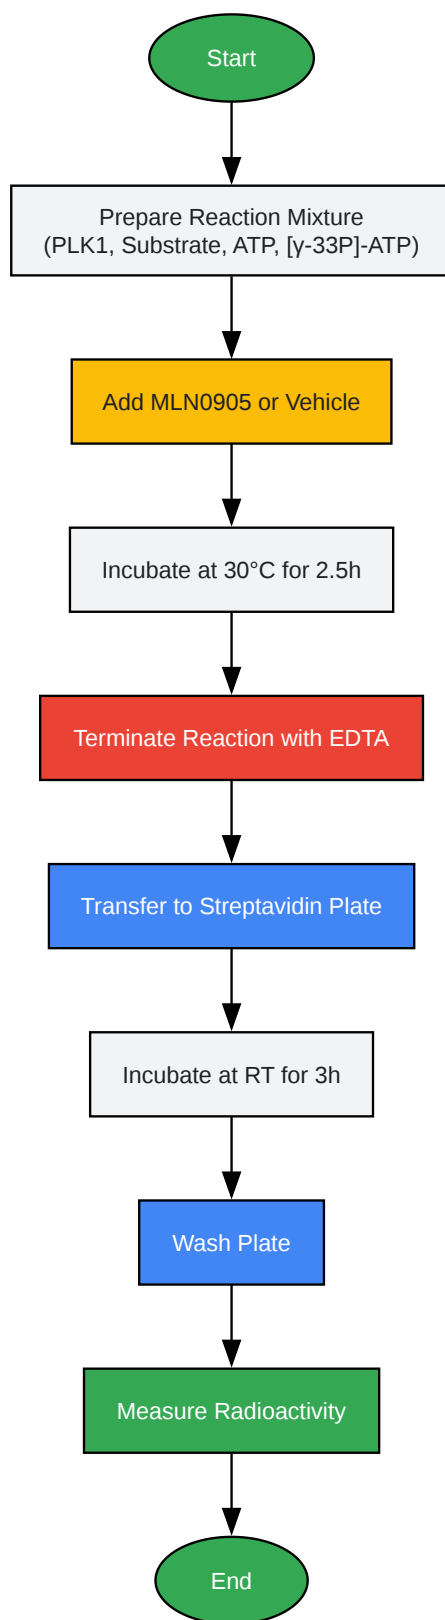 Start
Prepare Reaction Mixture
(PLK1, Substrate, ATP, [γ-33P]-ATP)
Add MLN0905 or Vehicle
Incubate at 30°C for 2.5h
Terminate Reaction with EDTA
Transfer to Streptavidin Plate
Incubate at RT for 3h
Wash Plate
Measure Radioactivity
End